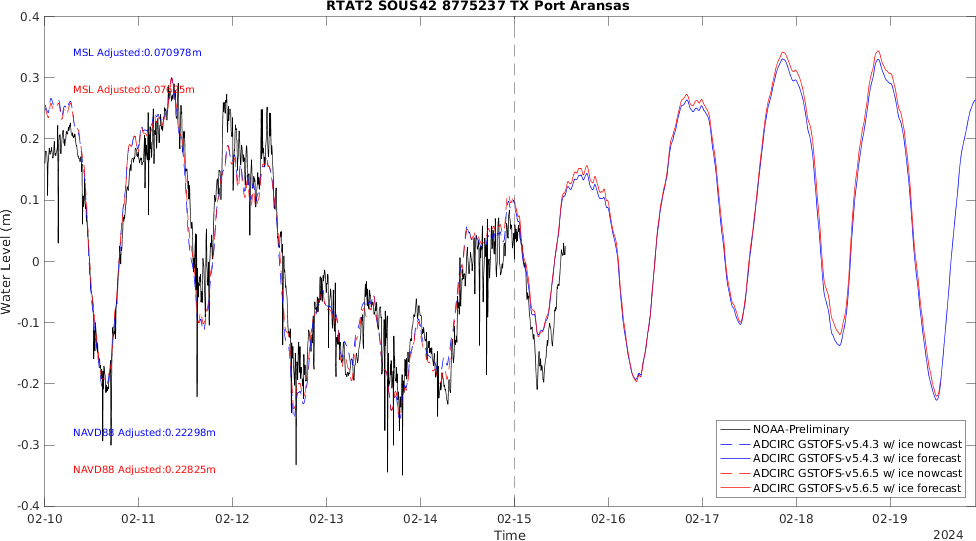 RTAT2 SOUS42 8775237 TX Port Aransas
0.4
0.3
0.2
0.1
0
-0.1
-0.2
-0.3
-0.4
Water Level (m)
MSL Adjusted:0.070978m
MSL Adjusted:
NAVD88 Adjusted:0.22298m
NAVD88 Adjusted:0.22825m
NOAA-Preliminary
ADCIRC GSTOFS-v5.4.3 w/ ice nowcast
ADCIRC GSTOFS-v5.4.3 w/ ice forecast
ADCIRC GSTOFS-v5.6.5 w/ ice nowcast
ADCIRC GSTOFS-v5.6.5 w/ ice forecast
02-10 02-11 02-12 02-13 02-14 02-15 02-16 02-17 02-18 02-19
Time
2024